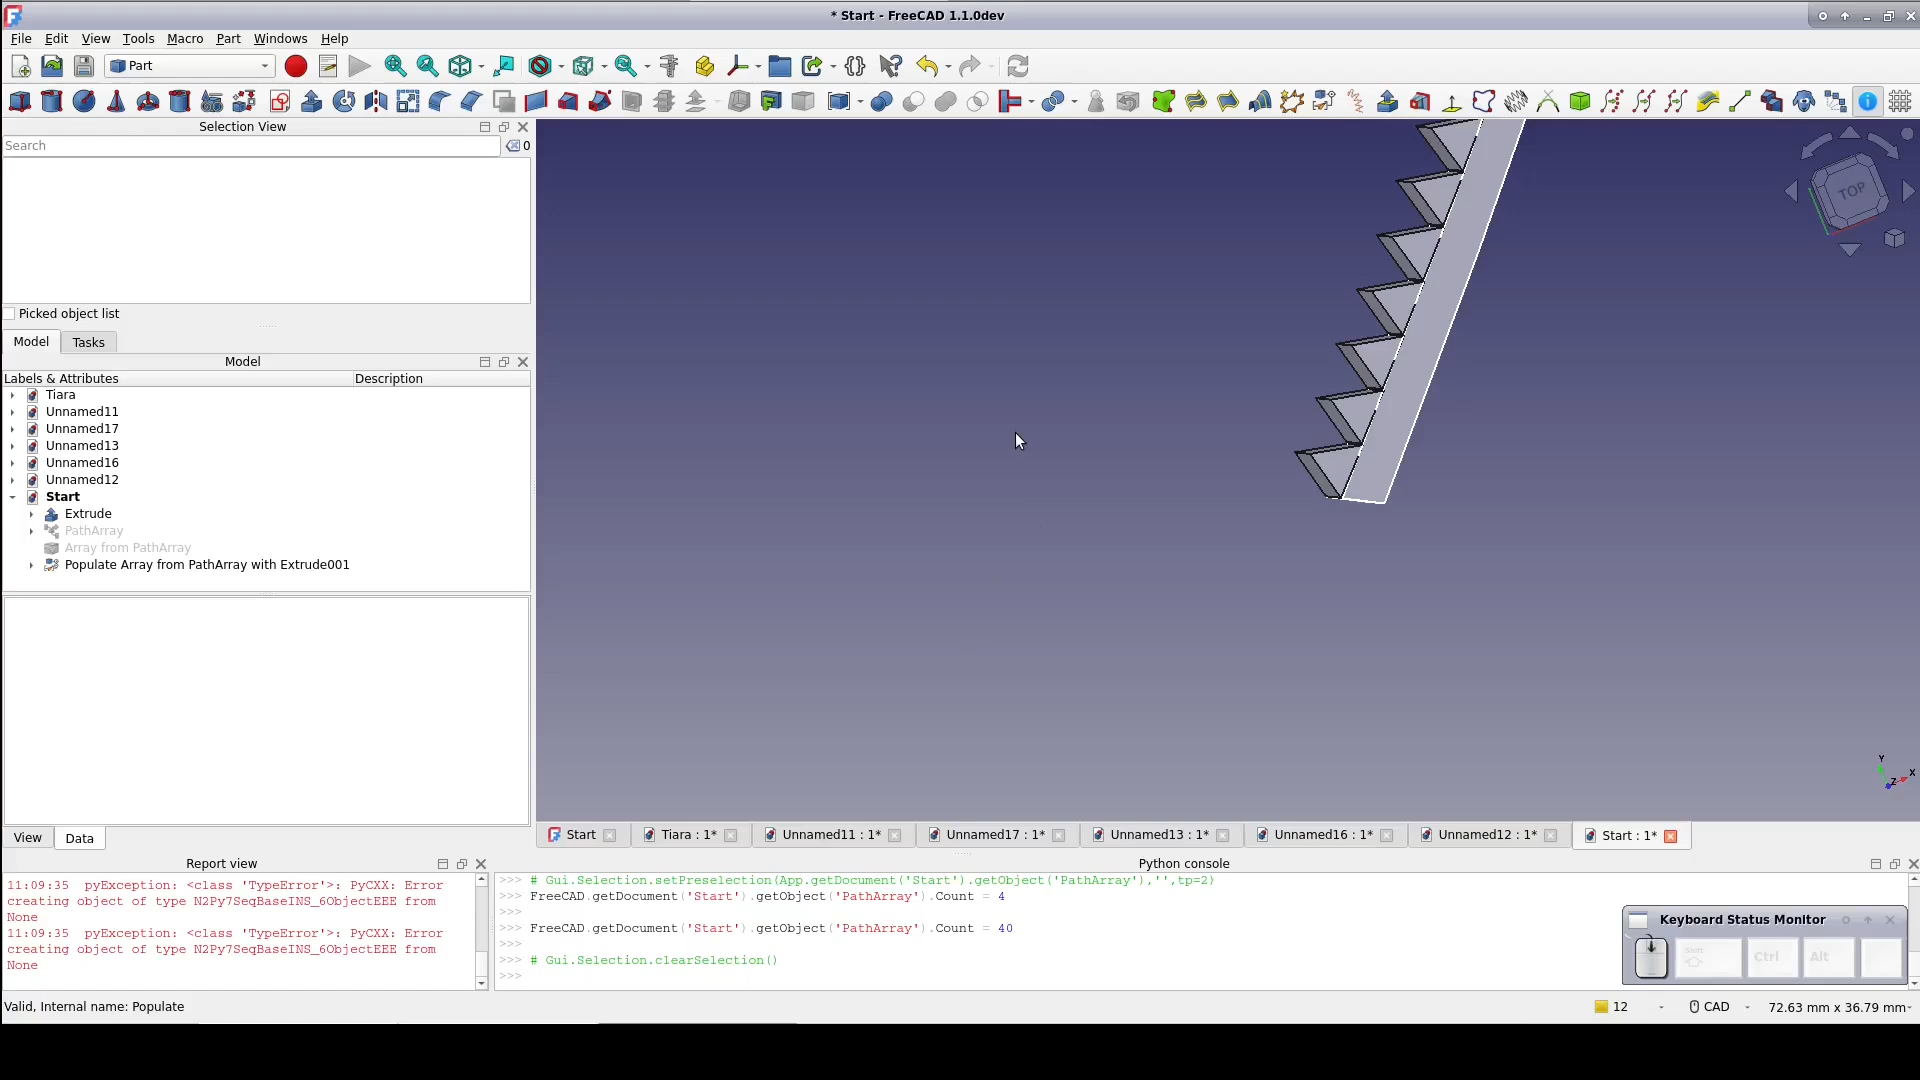 * Start - FreeCAD 1.1.0dev
File Edit View Tools Macro Part Windows Help
Part
Selection View
Search
0
Picked object list
Model Tasks
Model
Labels & Attributes Description
Tiara
Unnamed11
Unnamed17
Unnamed13
Unnamed16
Unnamed12
Start
Extrude
PathArray
Array from PathArray
Populate Array from PathArray with Extrude001
TOP
Y
Z X
View Data
Start Tiara : 1* Unnamed11 : 1* Unnamed17 : 1* Unnamed13 : 1* Unnamed16 : 1* Unnamed12 : 1* Start : 1*
Report view
11:09:35 pyException: <class 'TypeError'>: PyCXX: Error
creating object of type N2Py7SeqBaseINS_6ObjectEEE from
None
11:09:35 pyException: <class 'TypeError'>: PyCXX: Error
creating object of type N2Py7SeqBaseINS_6ObjectEEE from
None
Python console
>>> # Gui.Selection.setPreselection(App.getDocument('Start').getObject('PathArray'),'',tp=2)
>>> FreeCAD.getDocument('Start').getObject('PathArray').Count = 4
>>>
>>> FreeCAD.getDocument('Start').getObject('PathArray').Count = 40
>>>
>>> # Gui.Selection.clearSelection()
>>>
Keyboard Status Monitor
Shift Ctrl Alt
Valid, Internal name: Populate
12 CAD 72.63 mm x 36.79 mm